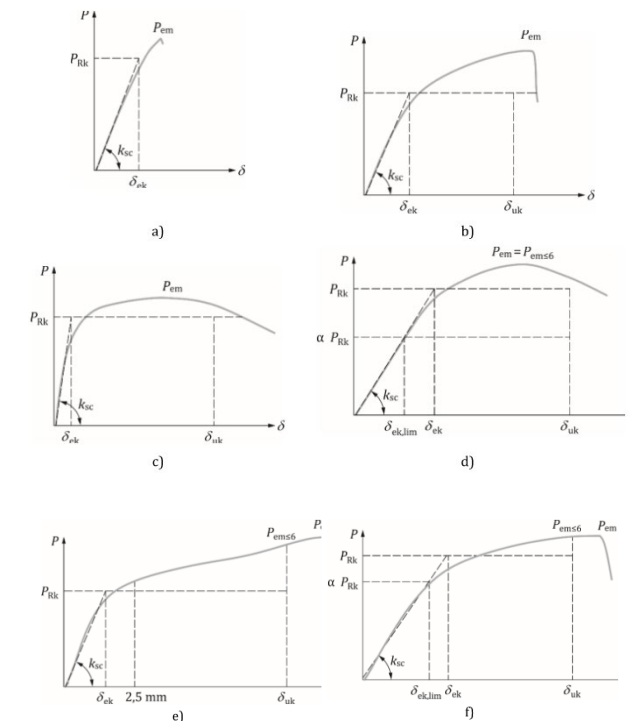 P
P_em
P_Rk
k_sc
δ_ek
δ
a)
P
P_em
P_Rk
k_sc
δ_ek
δ_uk
δ
b)
P
P_em
P_Rk
k_sc
δ_ek
δ_uk
δ
c)
P
P_em = P_em≤6
P_Rk
α P_Rk
k_sc
δ_ek,lim
δ_ek
δ_uk
d)
P
P_em≤6
P_Rk
k_sc
δ_ek
2,5 mm
δ_uk
e)
P
P_em≤6
P_em
P_Rk
α P_Rk
k_sc
δ_ek,lim
δ_ek
δ_uk
f)